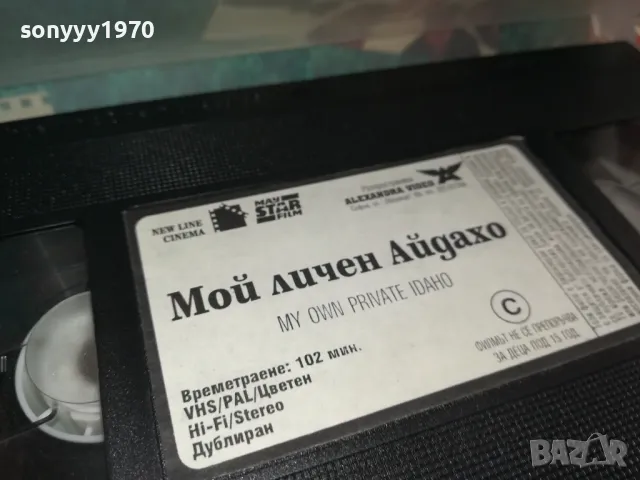 sonyyy1970
NEW LINE CINEMA
MAY STAR FILM
ALEXANDRA VIDEO
Мой личен Айдахо
MY OWN PRIVATE IDAHO
C
ФИЛМЪТ НЕ СЕ ПРЕПОРЪЧВА
ЗА ДЕЦА ПОД 15 ГОД.
Времетраене: 102 мин.
VHS/PAL/Цветен
Hi-Fi/Stereo
Дублиран
BAZAR